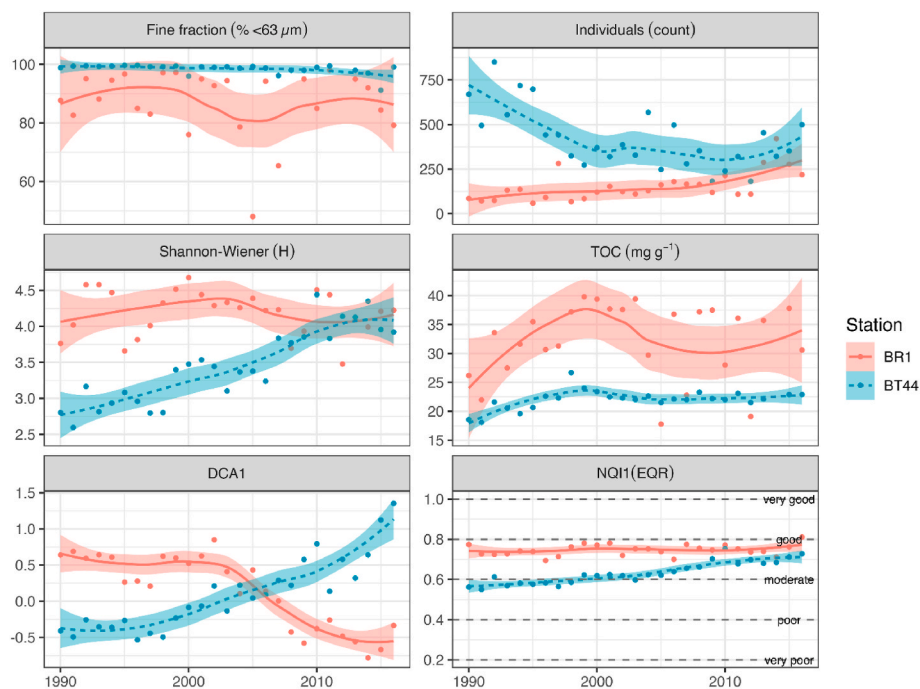 Fine fraction (% <63 μm)
Individuals (count)
100
80
60
750
500
250
0
Shannon-Wiener (H)
TOC (mg g⁻¹)
4.5
4.0
3.5
3.0
2.5
40
35
30
25
20
15
Station
BR1
BT44
DCA1
NQI1(EQR)
1.5
1.0
0.5
0.0
-0.5
1.0
0.8
0.6
0.4
0.2
very good
good
moderate
poor
very poor
1990
2000
2010
1990
2000
2010